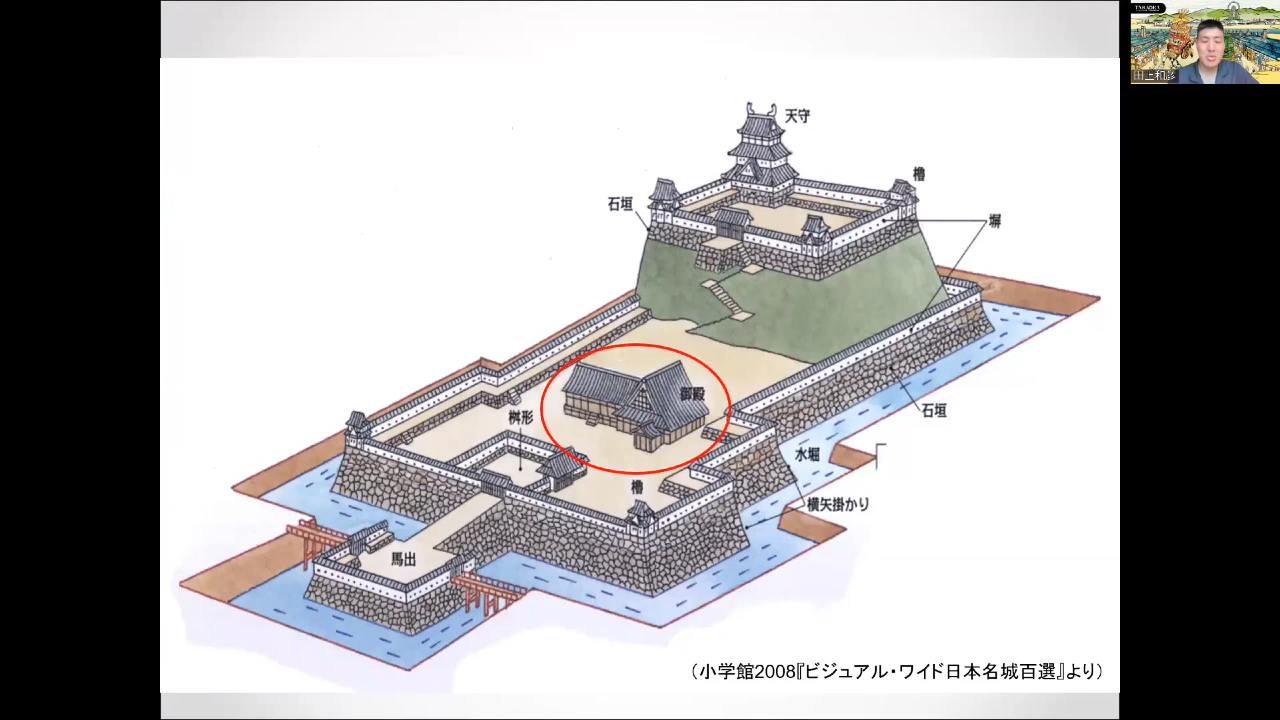 天守
櫓
石垣
塀
御殿
桝形
石垣
水堀
櫓
横矢掛かり
馬出
（小学館2008『ビジュアル・ワイド日本名城百選』より）
田上和彦